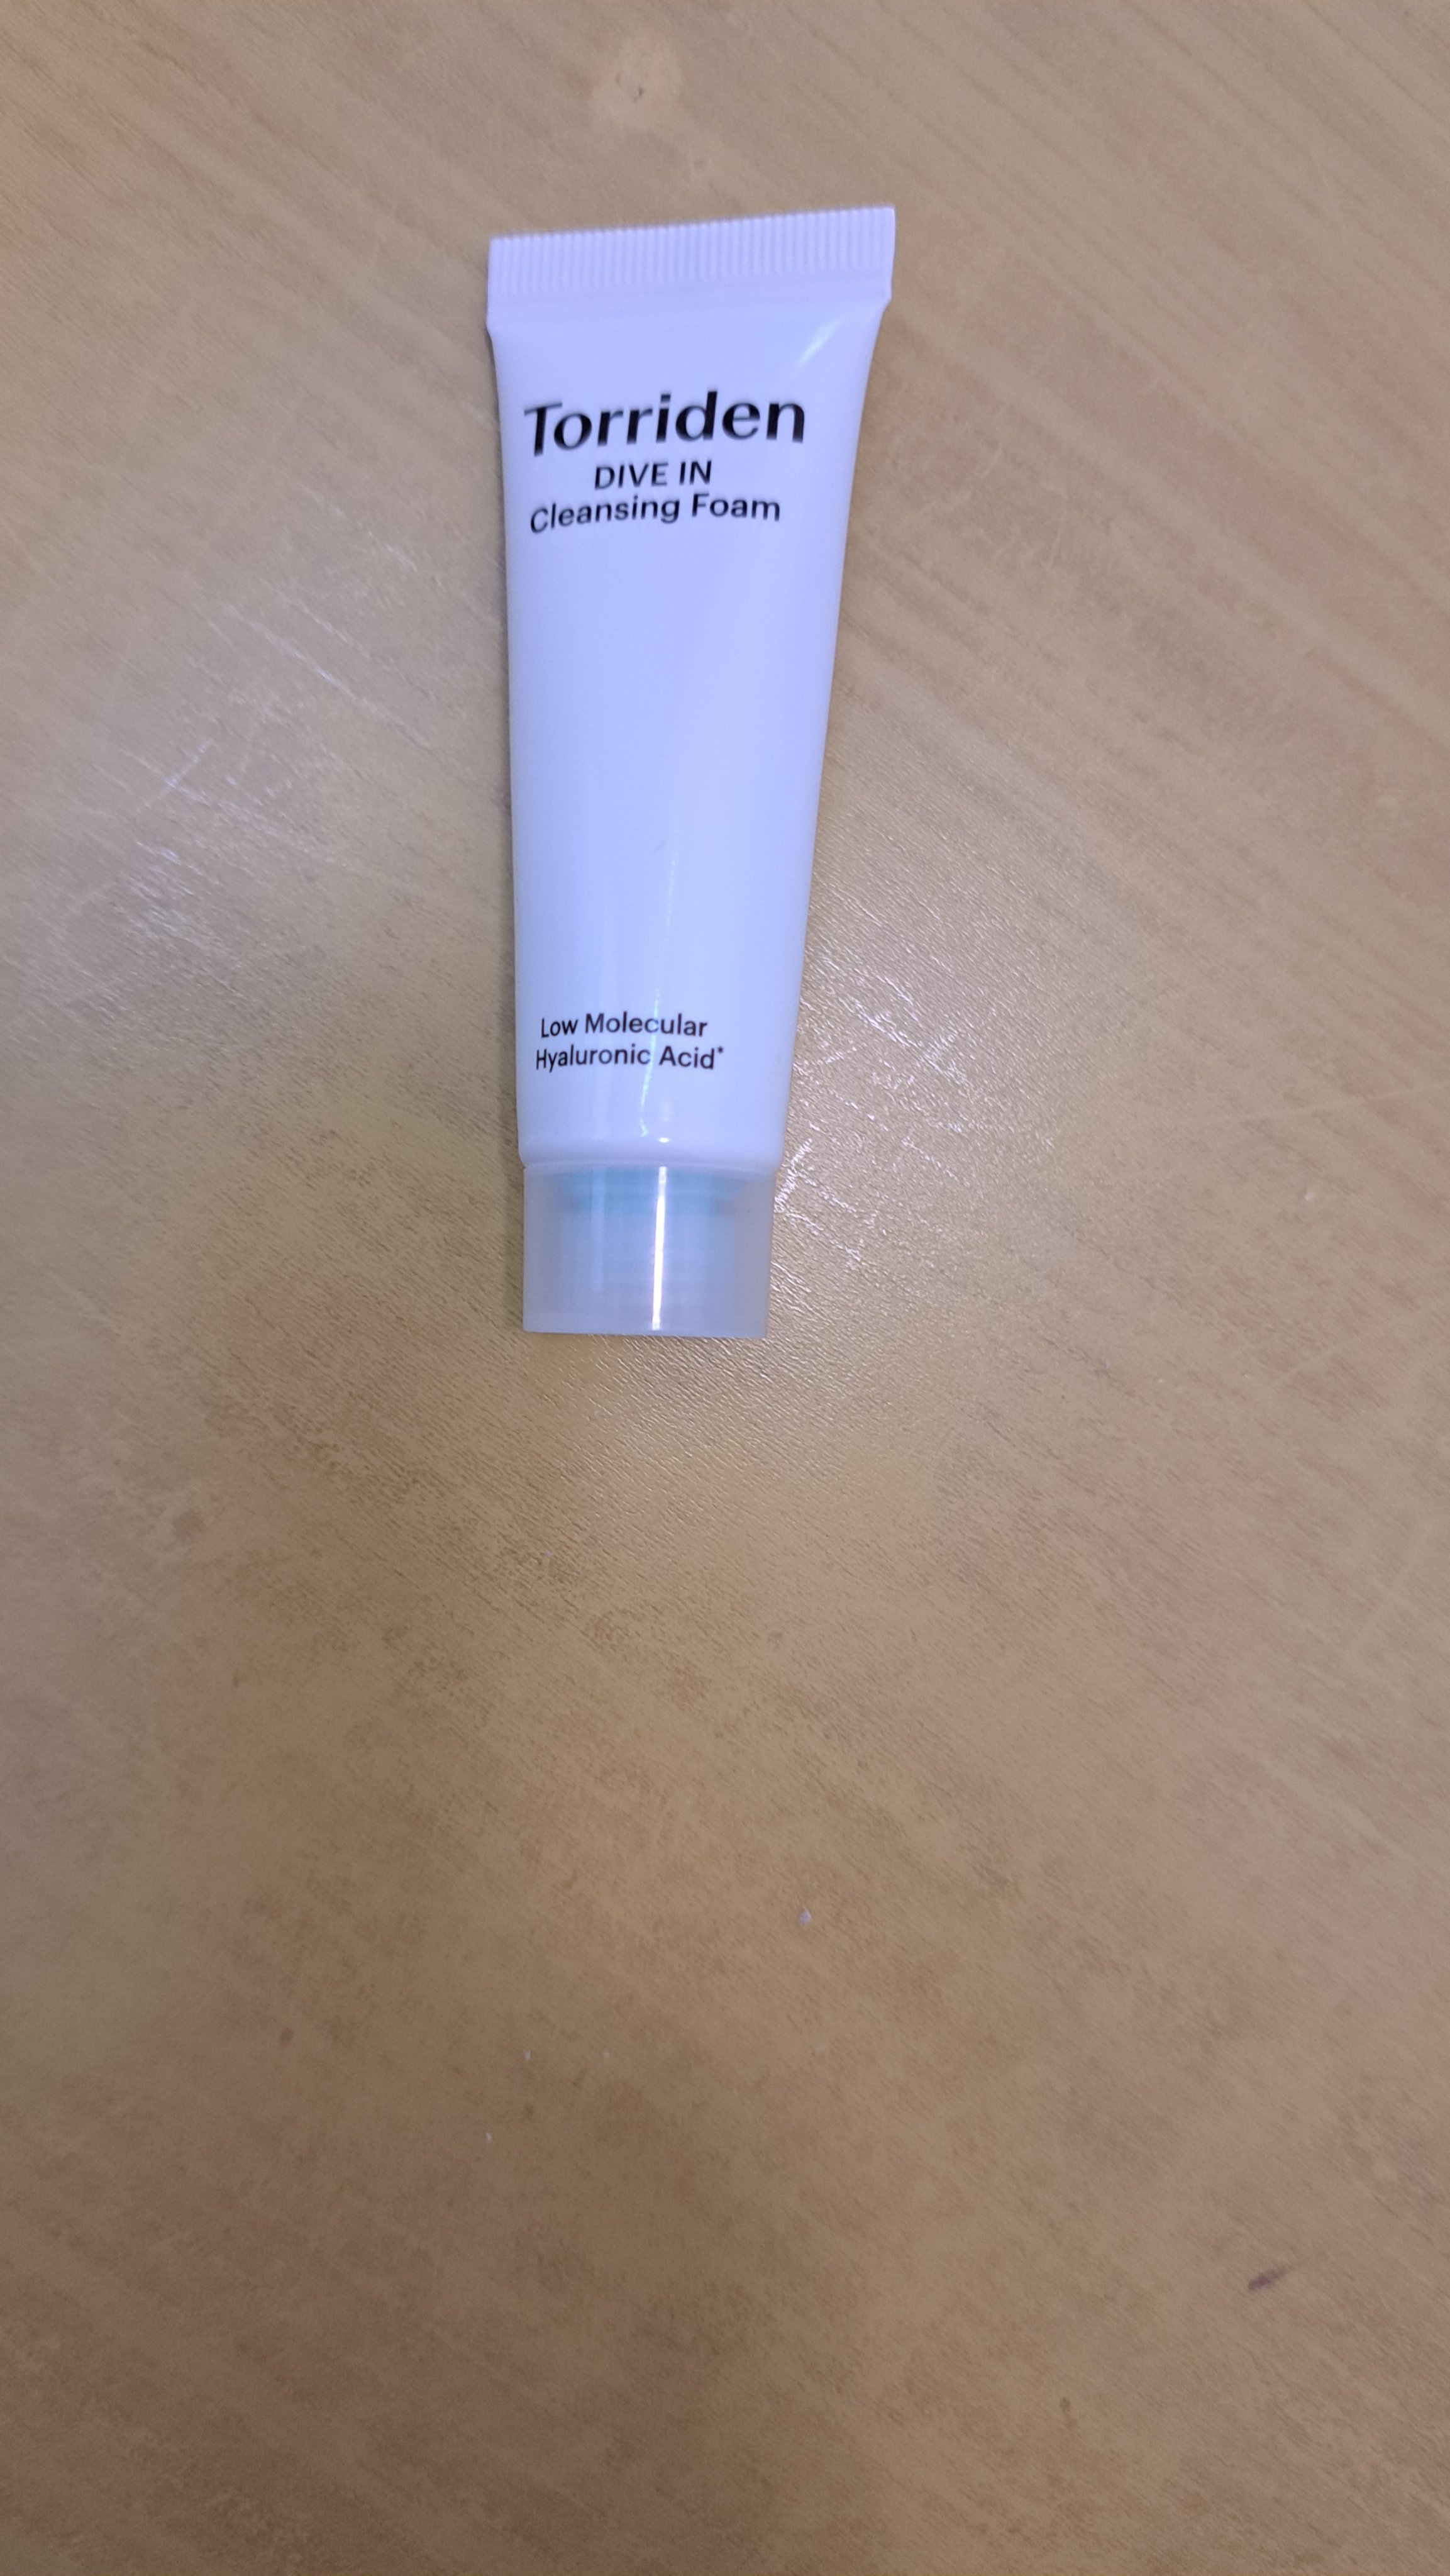 Torriden
DIVE IN
Cleansing Foam
Low Molecular
Hyaluronic Acid*